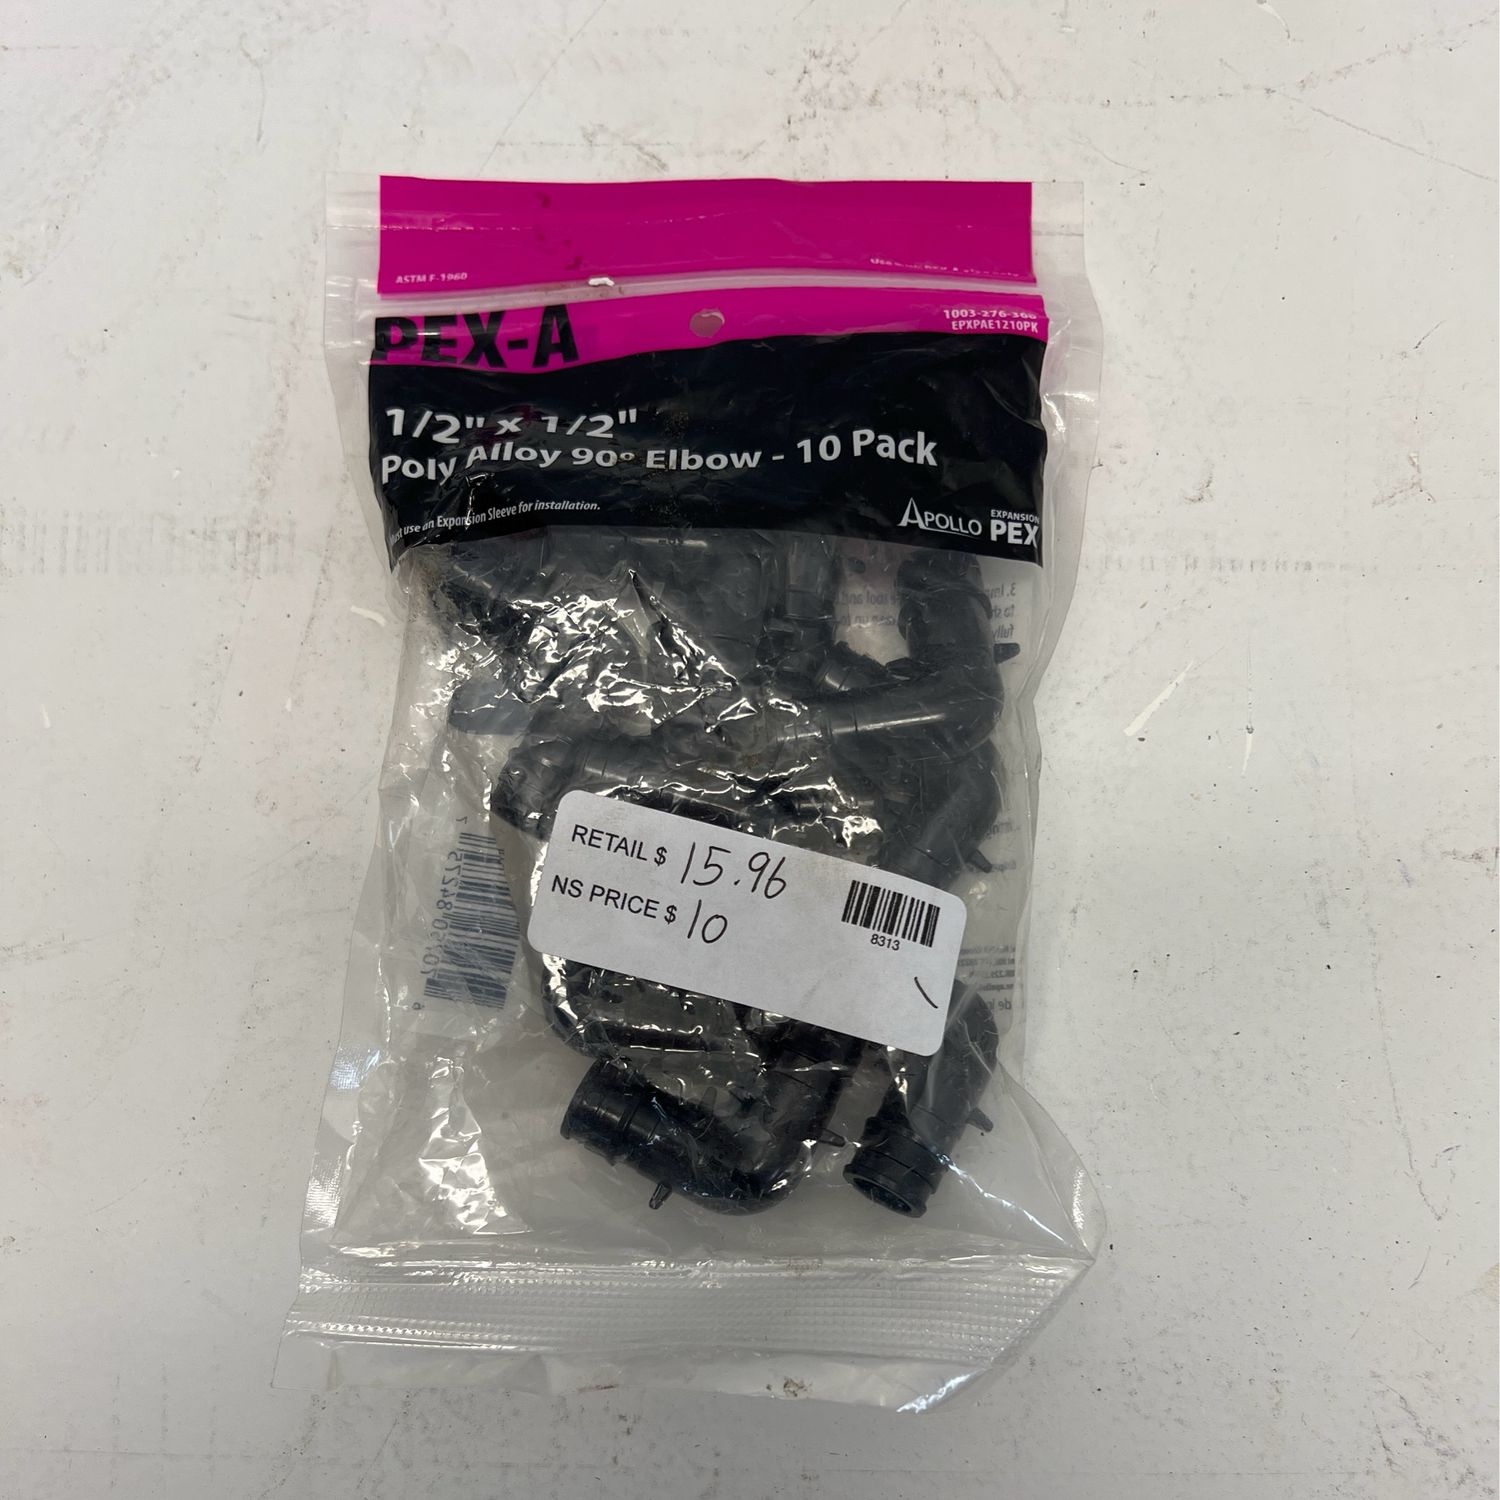 ASTM F-1960
PEX-A
1003-276-366
EPXPAE1210PK
1/2" x 1/2"
Poly Alloy 90° Elbow - 10 Pack
use an Expansion Sleeve for installation.
APOLLO
EXPANSION
PEX
RETAIL $ 15.96
NS PRICE $ 10
8313